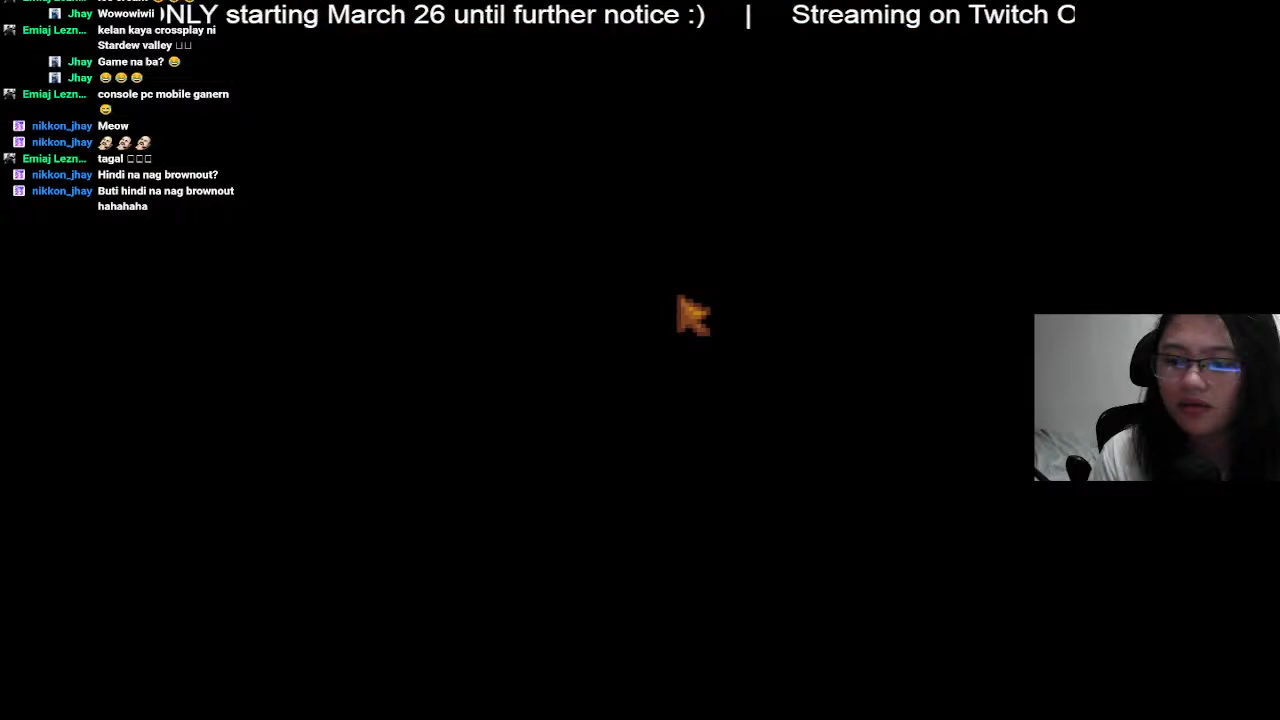 ONLY starting March 26 until further notice :) | Streaming on Twitch O
Jhay Wowowiwii
Emiaj Lezn... kelan kaya crossplay ni
Stardew valley
Jhay Game na ba? 😂
Jhay 😂😂😂
Emiaj Lezn... console pc mobile ganern
😅
nikkon_jhay Meow
nikkon_jhay
Emiaj Lezn... tagal
nikkon_jhay Hindi na nag brownout?
nikkon_jhay Buti hindi na nag brownout
hahahaha